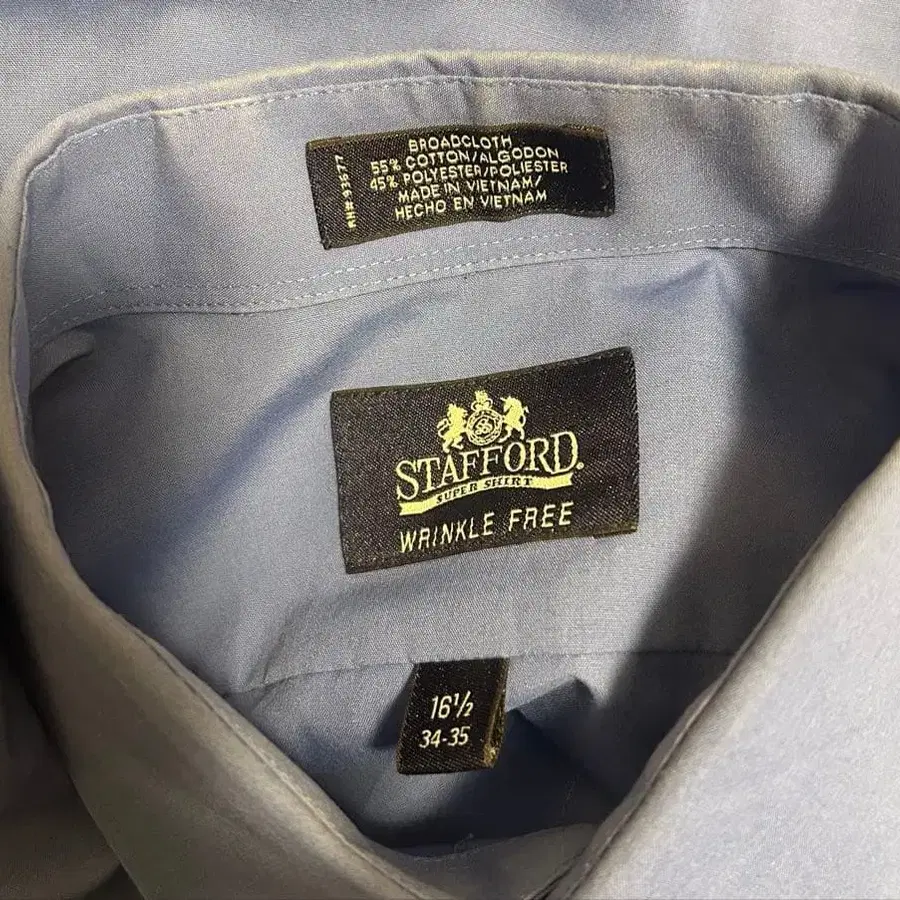 BROADCLOTH
55% COTTON/ALGODON
45% POLYESTER/POLIESTER
MADE IN VIETNAM/
HECHO EN VIETNAM
RN# 93677
STAFFORD®
SUPER SHIRT
WRINKLE FREE
16½
34-35